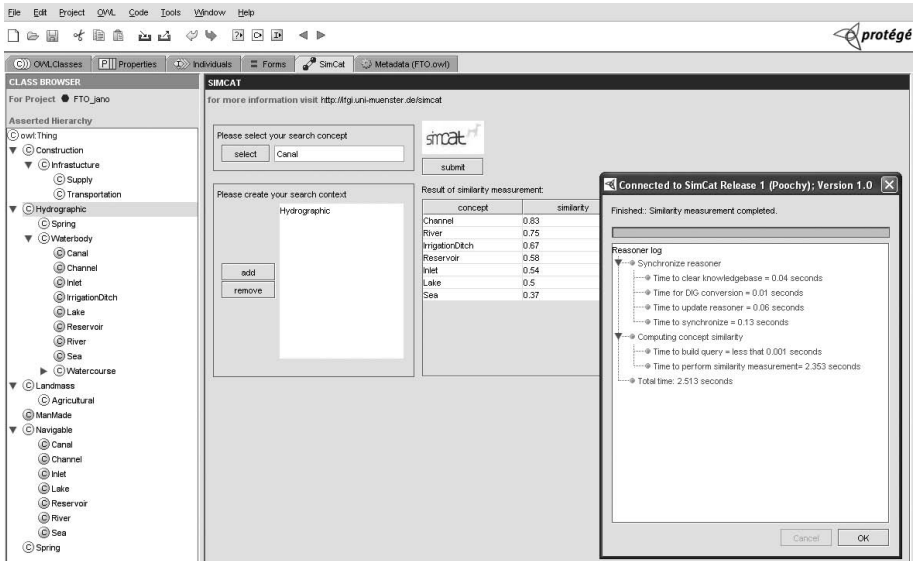 File Edit Project OWL Code Tools Window Help
protégé
OWLClasses Properties Individuals Forms SimCat Metadata (FTO.owl)
CLASS BROWSER
For Project FTO_jano
Asserted Hierarchy
owl:Thing
Construction
Infrastucture
Supply
Transportation
Hydrographic
Spring
Waterbody
Canal
Channel
Inlet
IrrigationDitch
Lake
Reservoir
River
Sea
Watercourse
Landmass
Agricultural
ManMade
Navigable
Canal
Channel
Inlet
Lake
Reservoir
River
Sea
Spring
SIMCAT
for more information visit http://ifgi.uni-muenster.de/simcat
Please select your search concept
select Canal
simcat
submit
Please create your search context
Hydrographic
add
remove
Result of similarity measurement:
concept similarity
Channel 0.83
River 0.75
IrrigationDitch 0.67
Reservoir 0.58
Inlet 0.54
Lake 0.5
Sea 0.37
Connected to SimCat Release 1 (Poochy); Version 1.0
Finished:: Similarity measurement completed.
Reasoner log
Synchronize reasoner
Time to clear knowledgebase = 0.04 seconds
Time for DIG conversion = 0.01 seconds
Time to update reasoner = 0.06 seconds
Time to synchronize = 0.13 seconds
Computing concept similarity
Time to build query = less that 0.001 seconds
Time to perform similarity measurement= 2.353 seconds
Total time: 2.513 seconds
Cancel OK